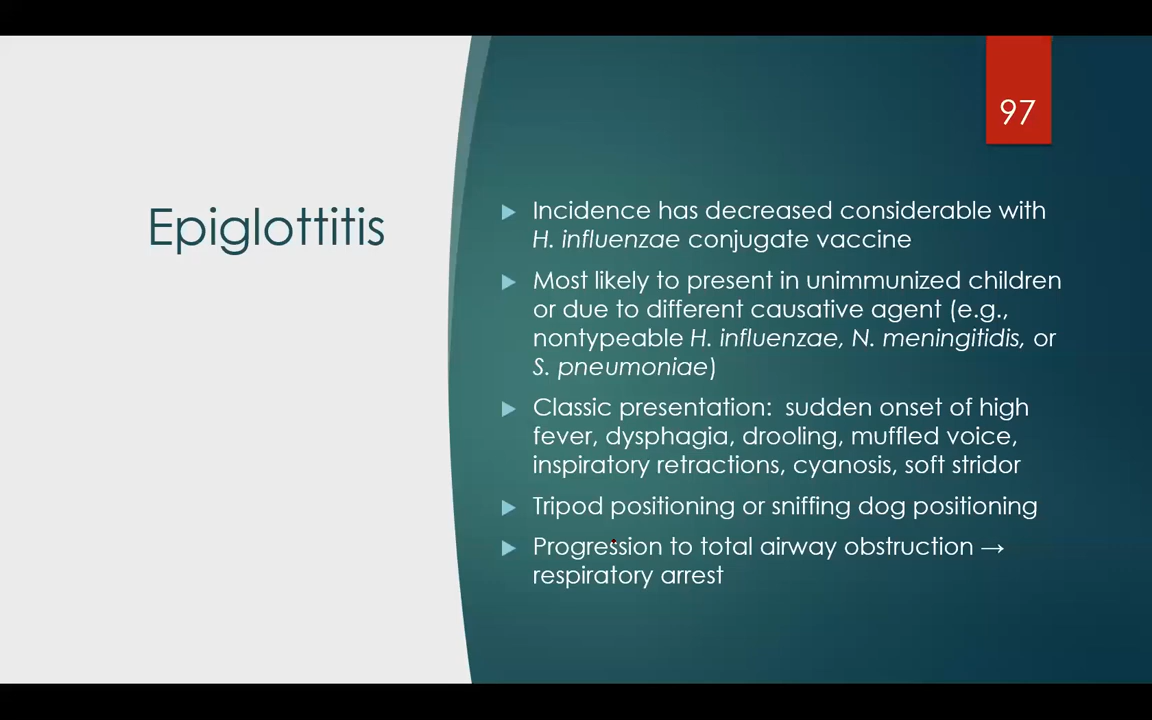 97
Epiglottitis
Incidence has decreased considerable with
H. influenzae conjugate vaccine
Most likely to present in unimmunized children
or due to different causative agent (e.g.,
nontypeable H. influenzae, N. meningitidis, or
S. pneumoniae)
Classic presentation:  sudden onset of high
fever, dysphagia, drooling, muffled voice,
inspiratory retractions, cyanosis, soft stridor
Tripod positioning or sniffing dog positioning
Progression to total airway obstruction →
respiratory arrest